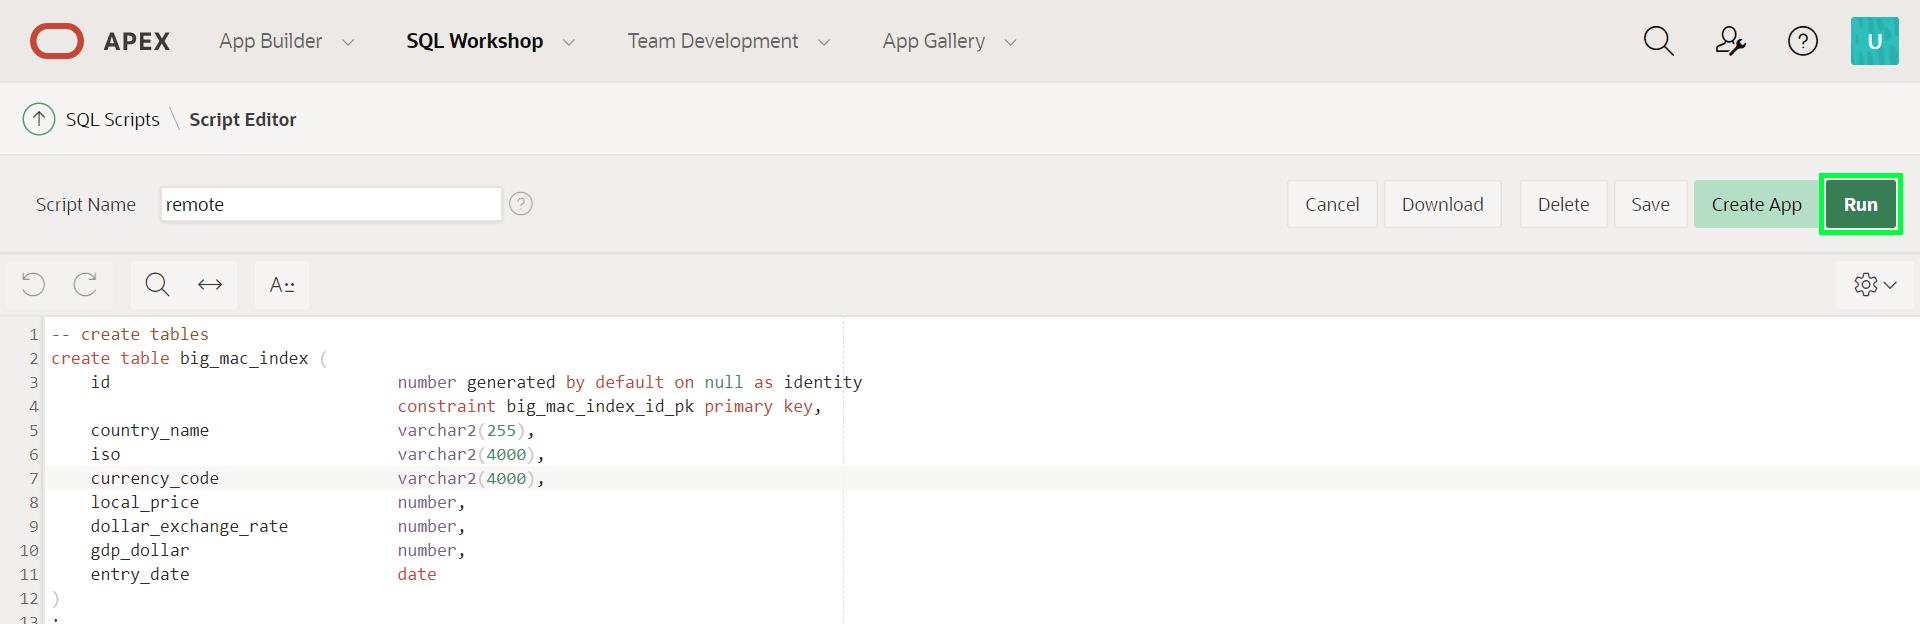 APEX App Builder SQL Workshop Team Development App Gallery ? U
SQL Scripts \ Script Editor
Script Name remote ? Cancel Download Delete Save Create App Run
A::
1 -- create tables
2 create table big_mac_index (
3 id number generated by default on null as identity
4 constraint big_mac_index_id_pk primary key,
5 country_name varchar2(255),
6 iso varchar2(4000),
7 currency_code varchar2(4000),
8 local_price number,
9 dollar_exchange_rate number,
10 gdp_dollar number,
11 entry_date date
12 )
13 ;